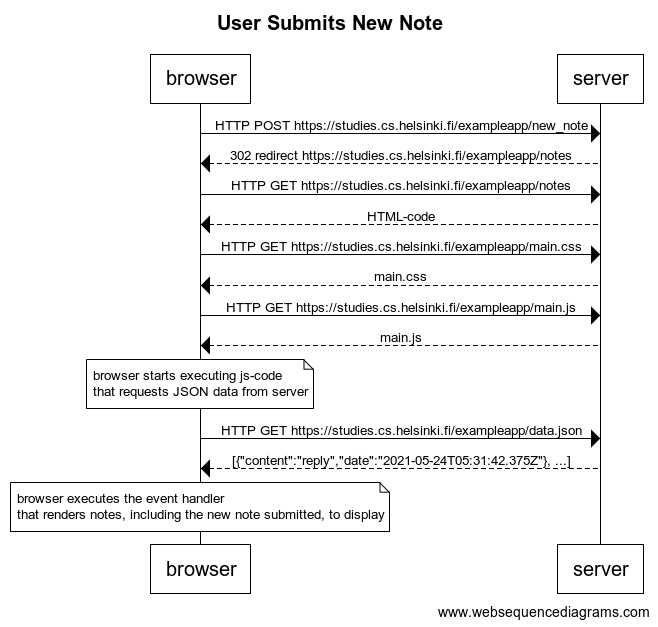 User Submits New Note
browser server
HTTP POST https://studies.cs.helsinki.fi/exampleapp/new_note
302 redirect https://studies.cs.helsinki.fi/exampleapp/notes
HTTP GET https://studies.cs.helsinki.fi/exampleapp/notes
HTML-code
HTTP GET https://studies.cs.helsinki.fi/exampleapp/main.css
main.css
HTTP GET https://studies.cs.helsinki.fi/exampleapp/main.js
main.js
browser starts executing js-code
that requests JSON data from server
HTTP GET https://studies.cs.helsinki.fi/exampleapp/data.json
[{"content":"reply","date":"2021-05-24T05:31:42.375Z"}, ...]
browser executes the event handler
that renders notes, including the new note submitted, to display
browser server
www.websequencediagrams.com